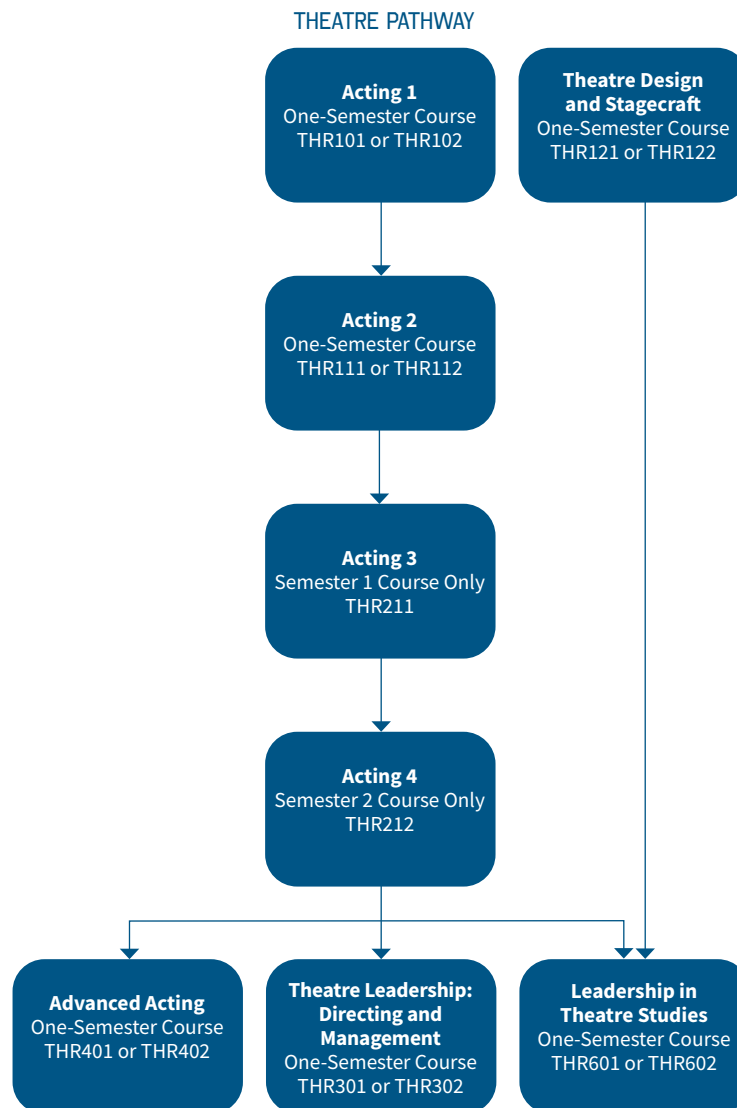 THEATRE PATHWAY
Acting 1
One-Semester Course
THR101 or THR102
Theatre Design
and Stagecraft
One-Semester Course
THR121 or THR122
Acting 2
One-Semester Course
THR111 or THR112
Acting 3
Semester 1 Course Only
THR211
Acting 4
Semester 2 Course Only
THR212
Advanced Acting
One-Semester Course
THR401 or THR402
Theatre Leadership:
Directing and
Management
One-Semester Course
THR301 or THR302
Leadership in
Theatre Studies
One-Semester Course
THR601 or THR602